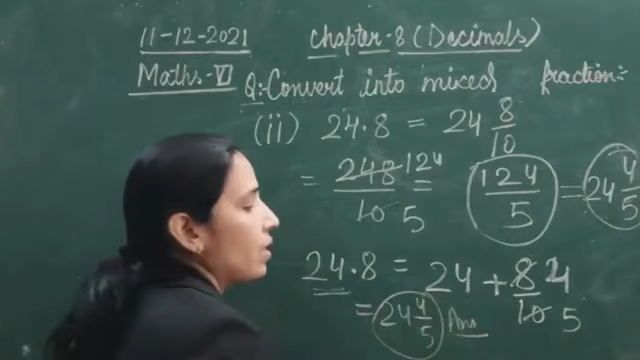 11-12-2021 Chapter-8 (Decimals)
Maths-VI Q:- Convert into mixed fraction:-
(ii) 24.8 = 24 8/10
= 248/10 124/5 124/5 = 24 4/5
24.8 = 24 + 8/10 4/5
= 24 4/5 Ans